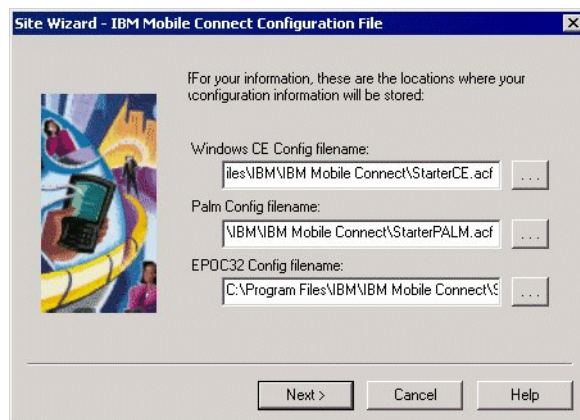 Site Wizard - IBM Mobile Connect Configuration File
For your information, these are the locations where your
configuration information will be stored:
Windows CE Config filename:
iles\IBM\IBM Mobile Connect\StarterCE.acf
...
Palm Config filename:
\IBM\IBM Mobile Connect\StarterPALM.acf
...
EPOC32 Config filename:
C:\Program Files\IBM\IBM Mobile Connect\S
...
Next >
Cancel
Help